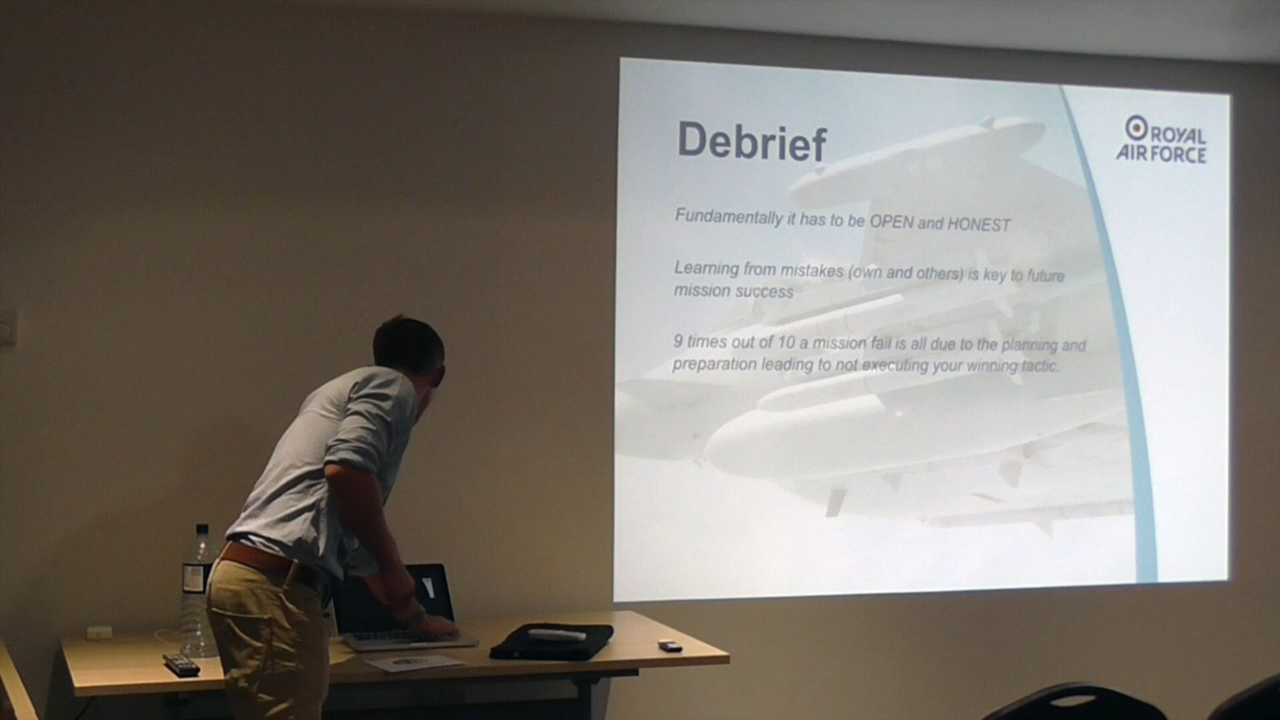 Debrief
ROYAL
AIR FORCE
Fundamentally it has to be OPEN and HONEST
Learning from mistakes (own and others) is key to future
mission success
9 times out of 10 a mission fail is all due to the planning and
preparation leading to not executing your winning tactic.